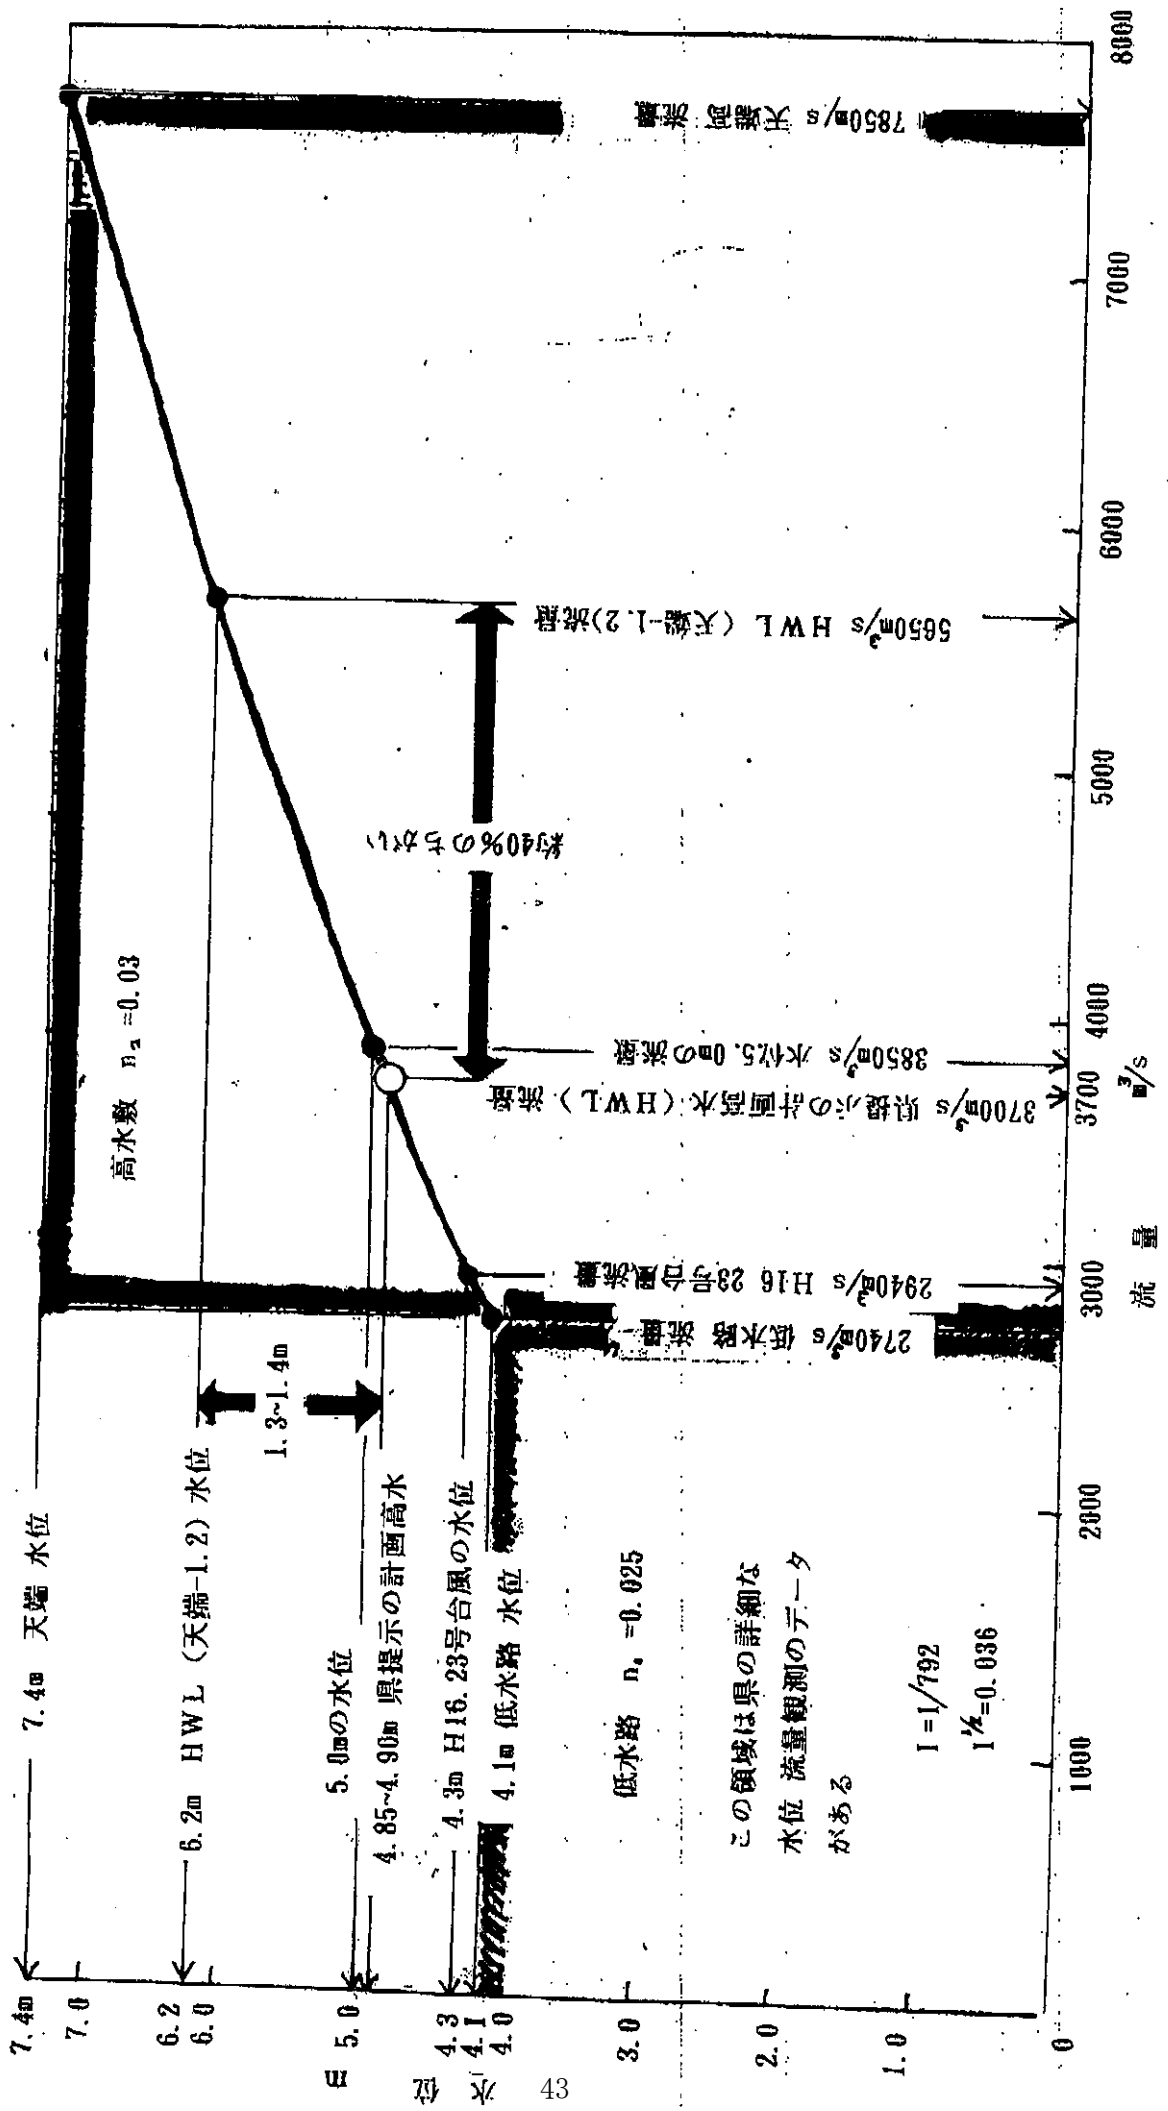 7.4m 天端 水位
6.2m HWL (天端-1.2) 水位
5.0mの水位
4.85~4.90m 県提示の計画高水
4.3m H16.23号台風の水位
4.1m 低水路 水位
1.3~1.4m
高水敷 n₂=0.03
低水路 n₁=0.025
この領域は県の詳細な
水位 流量観測のデータ
がある
I=1/792
I^½=0.036
約40%のちがい
2740m³/s 低水路 流量
2940m³/s H16 23号台風流量
3700m³/s 県提示の計画高水(HWL)流量
3850m³/s 水位5.0mの流量
5650m³/s HWL (天端-1.2)流量
7850m/s 天端高 流量
7.4m
7.0
6.2
6.0
5.0
4.3
4.1
4.0
3.0
2.0
1.0
0
水位 m
1000
2000
3000
3700
4000
5000
6000
7000
8000
流量 m³/s
43